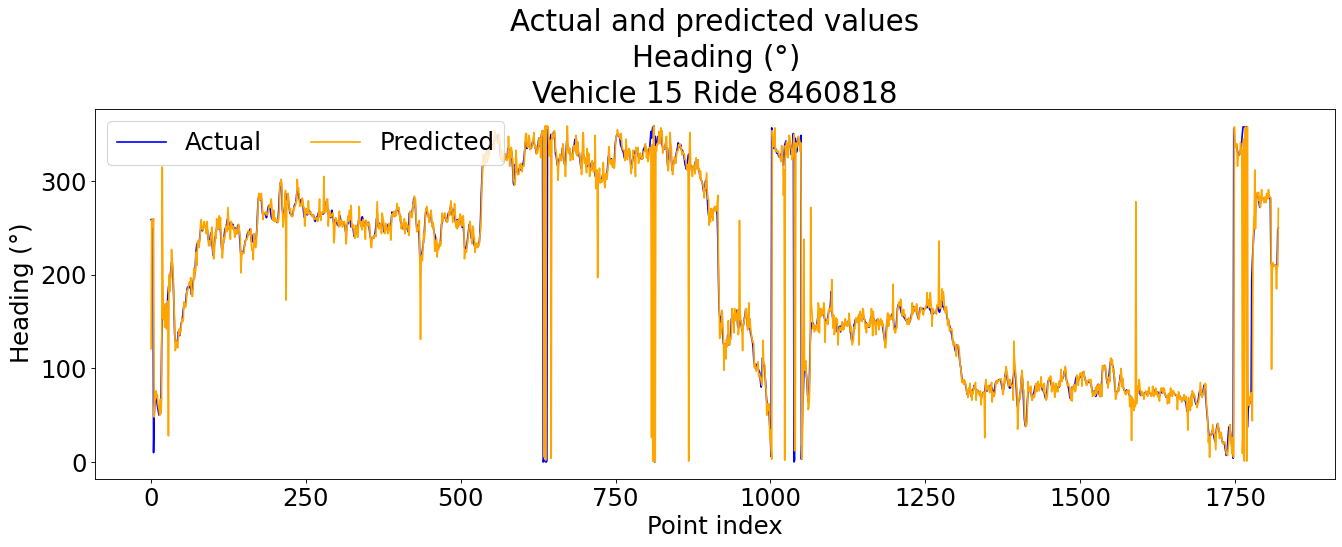 Actual and predicted values
Heading (°)
Vehicle 15 Ride 8460818
Actual Predicted
Heading (°)
300
200
100
0
0 250 500 750 1000 1250 1500 1750
Point index